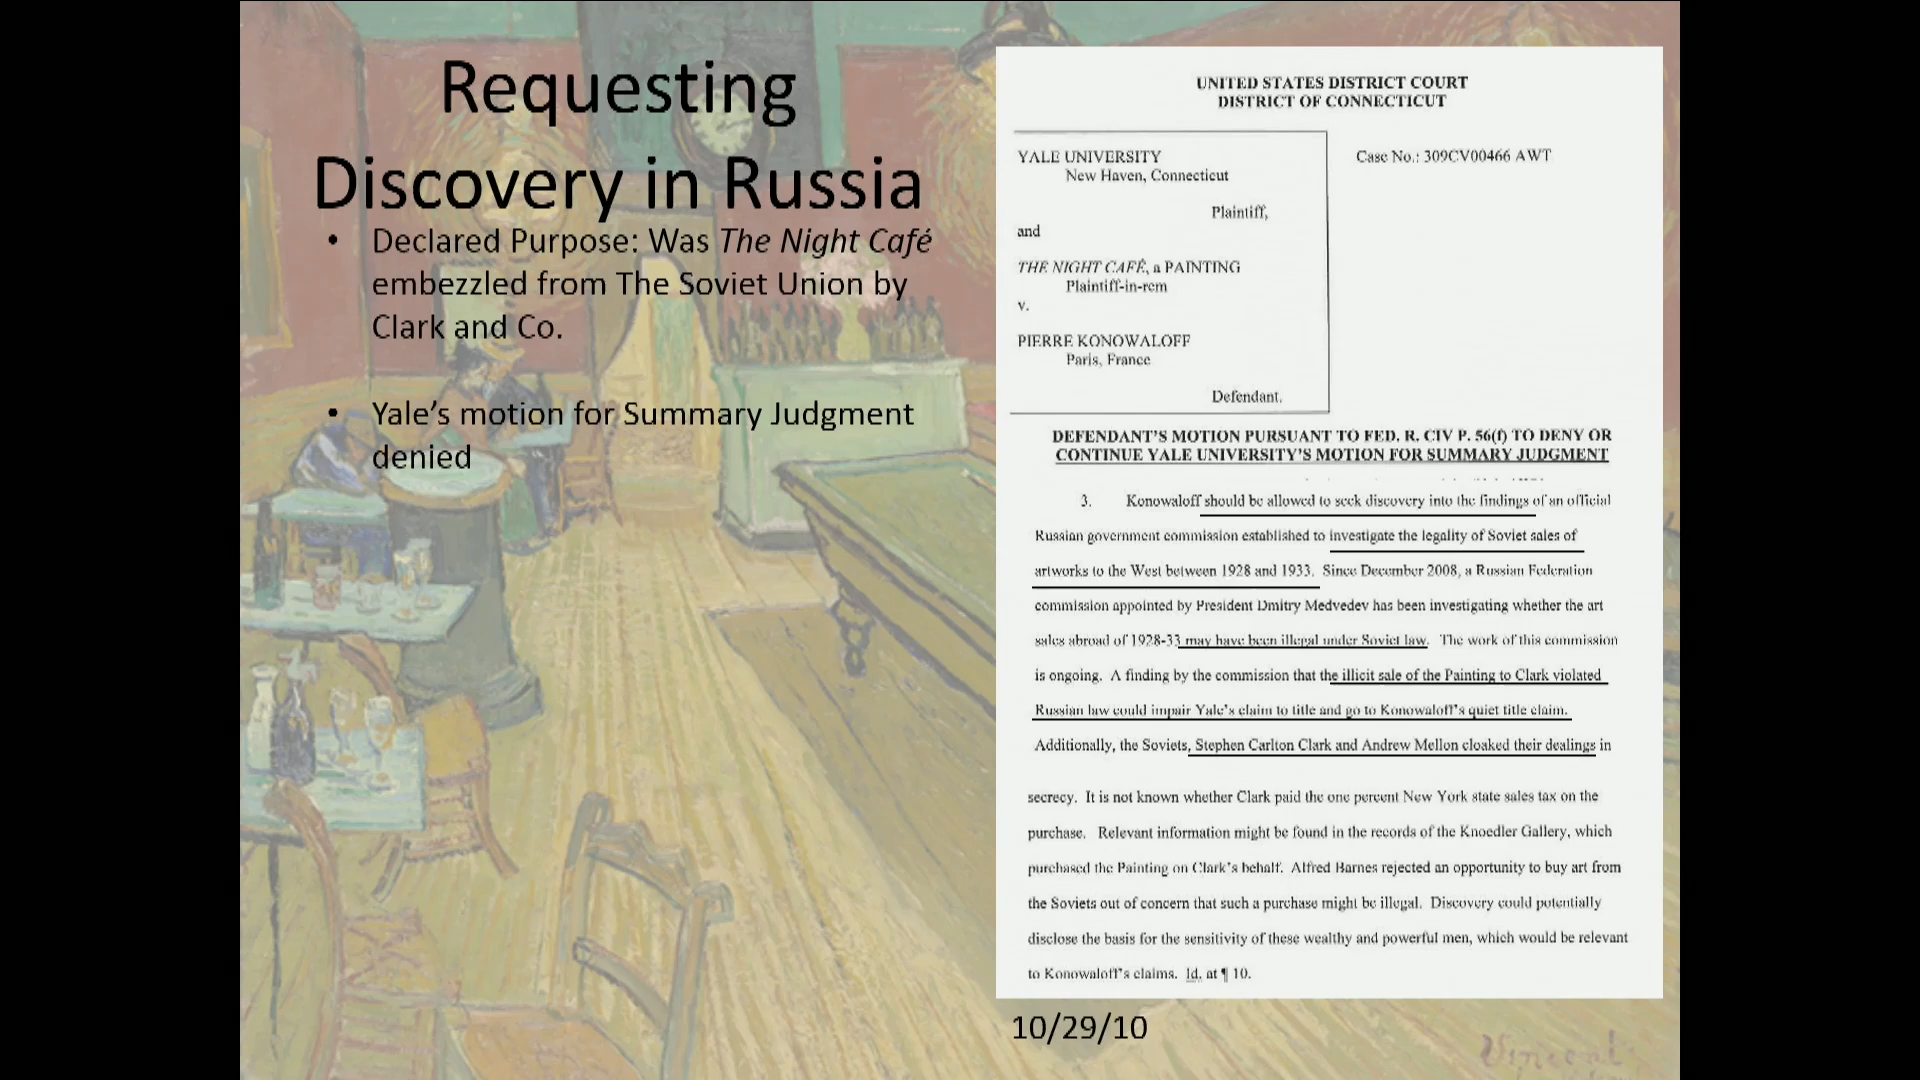 Requesting
Discovery in Russia
• Declared Purpose: Was The Night Café
embezzled from The Soviet Union by
Clark and Co.
• Yale’s motion for Summary Judgment
denied
UNITED STATES DISTRICT COURT
DISTRICT OF CONNECTICUT
YALE UNIVERSITY
New Haven, Connecticut
Plaintiff,
and
THE NIGHT CAFÉ, a PAINTING
Plaintiff-in-rem
v.
PIERRE KONOWALOFF
Paris, France
Defendant.
Case No.: 309CV00466 AWT
DEFENDANT’S MOTION PURSUANT TO FED. R. CIV P. 56(f) TO DENY OR
CONTINUE YALE UNIVERSITY’S MOTION FOR SUMMARY JUDGMENT
3. Konowaloff should be allowed to seek discovery into the findings of an official
Russian government commission established to investigate the legality of Soviet sales of
artworks to the West between 1928 and 1933. Since December 2008, a Russian Federation
commission appointed by President Dmitry Medvedev has been investigating whether the art
sales abroad of 1928-33 may have been illegal under Soviet law. The work of this commission
is ongoing. A finding by the commission that the illicit sale of the Painting to Clark violated
Russian law could impair Yale’s claim to title and go to Konowaloff’s quiet title claim.
Additionally, the Soviets, Stephen Carlton Clark and Andrew Mellon cloaked their dealings in
secrecy. It is not known whether Clark paid the one percent New York state sales tax on the
purchase. Relevant information might be found in the records of the Knoedler Gallery, which
purchased the Painting on Clark’s behalf. Alfred Barnes rejected an opportunity to buy art from
the Soviets out of concern that such a purchase might be illegal. Discovery could potentially
disclose the basis for the sensitivity of these wealthy and powerful men, which would be relevant
to Konowaloff’s claims. Id. at ¶ 10.
10/29/10
Vincent